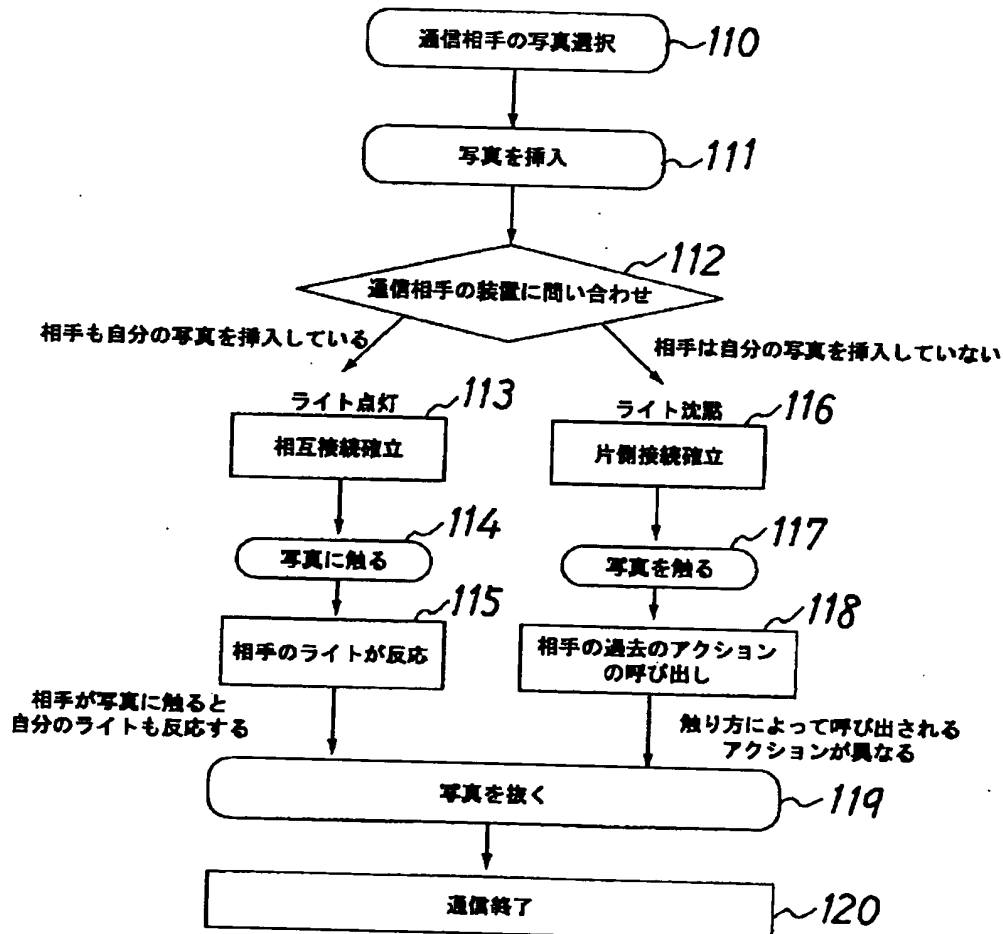 通信相手の写真選択
110
写真を挿入
111
112
通信相手の装置に問い合わせ
相手も自分の写真を挿入している
相手は自分の写真を挿入していない
ライト点灯
113
相互接続確立
ライト沈黙
116
片側接続確立
114
写真に触る
117
写真を触る
115
相手のライトが反応
118
相手の過去のアクション
の呼び出し
相手が写真に触ると
自分のライトも反応する
触り方によって呼び出される
アクションが異なる
写真を抜く
119
通信終了
120